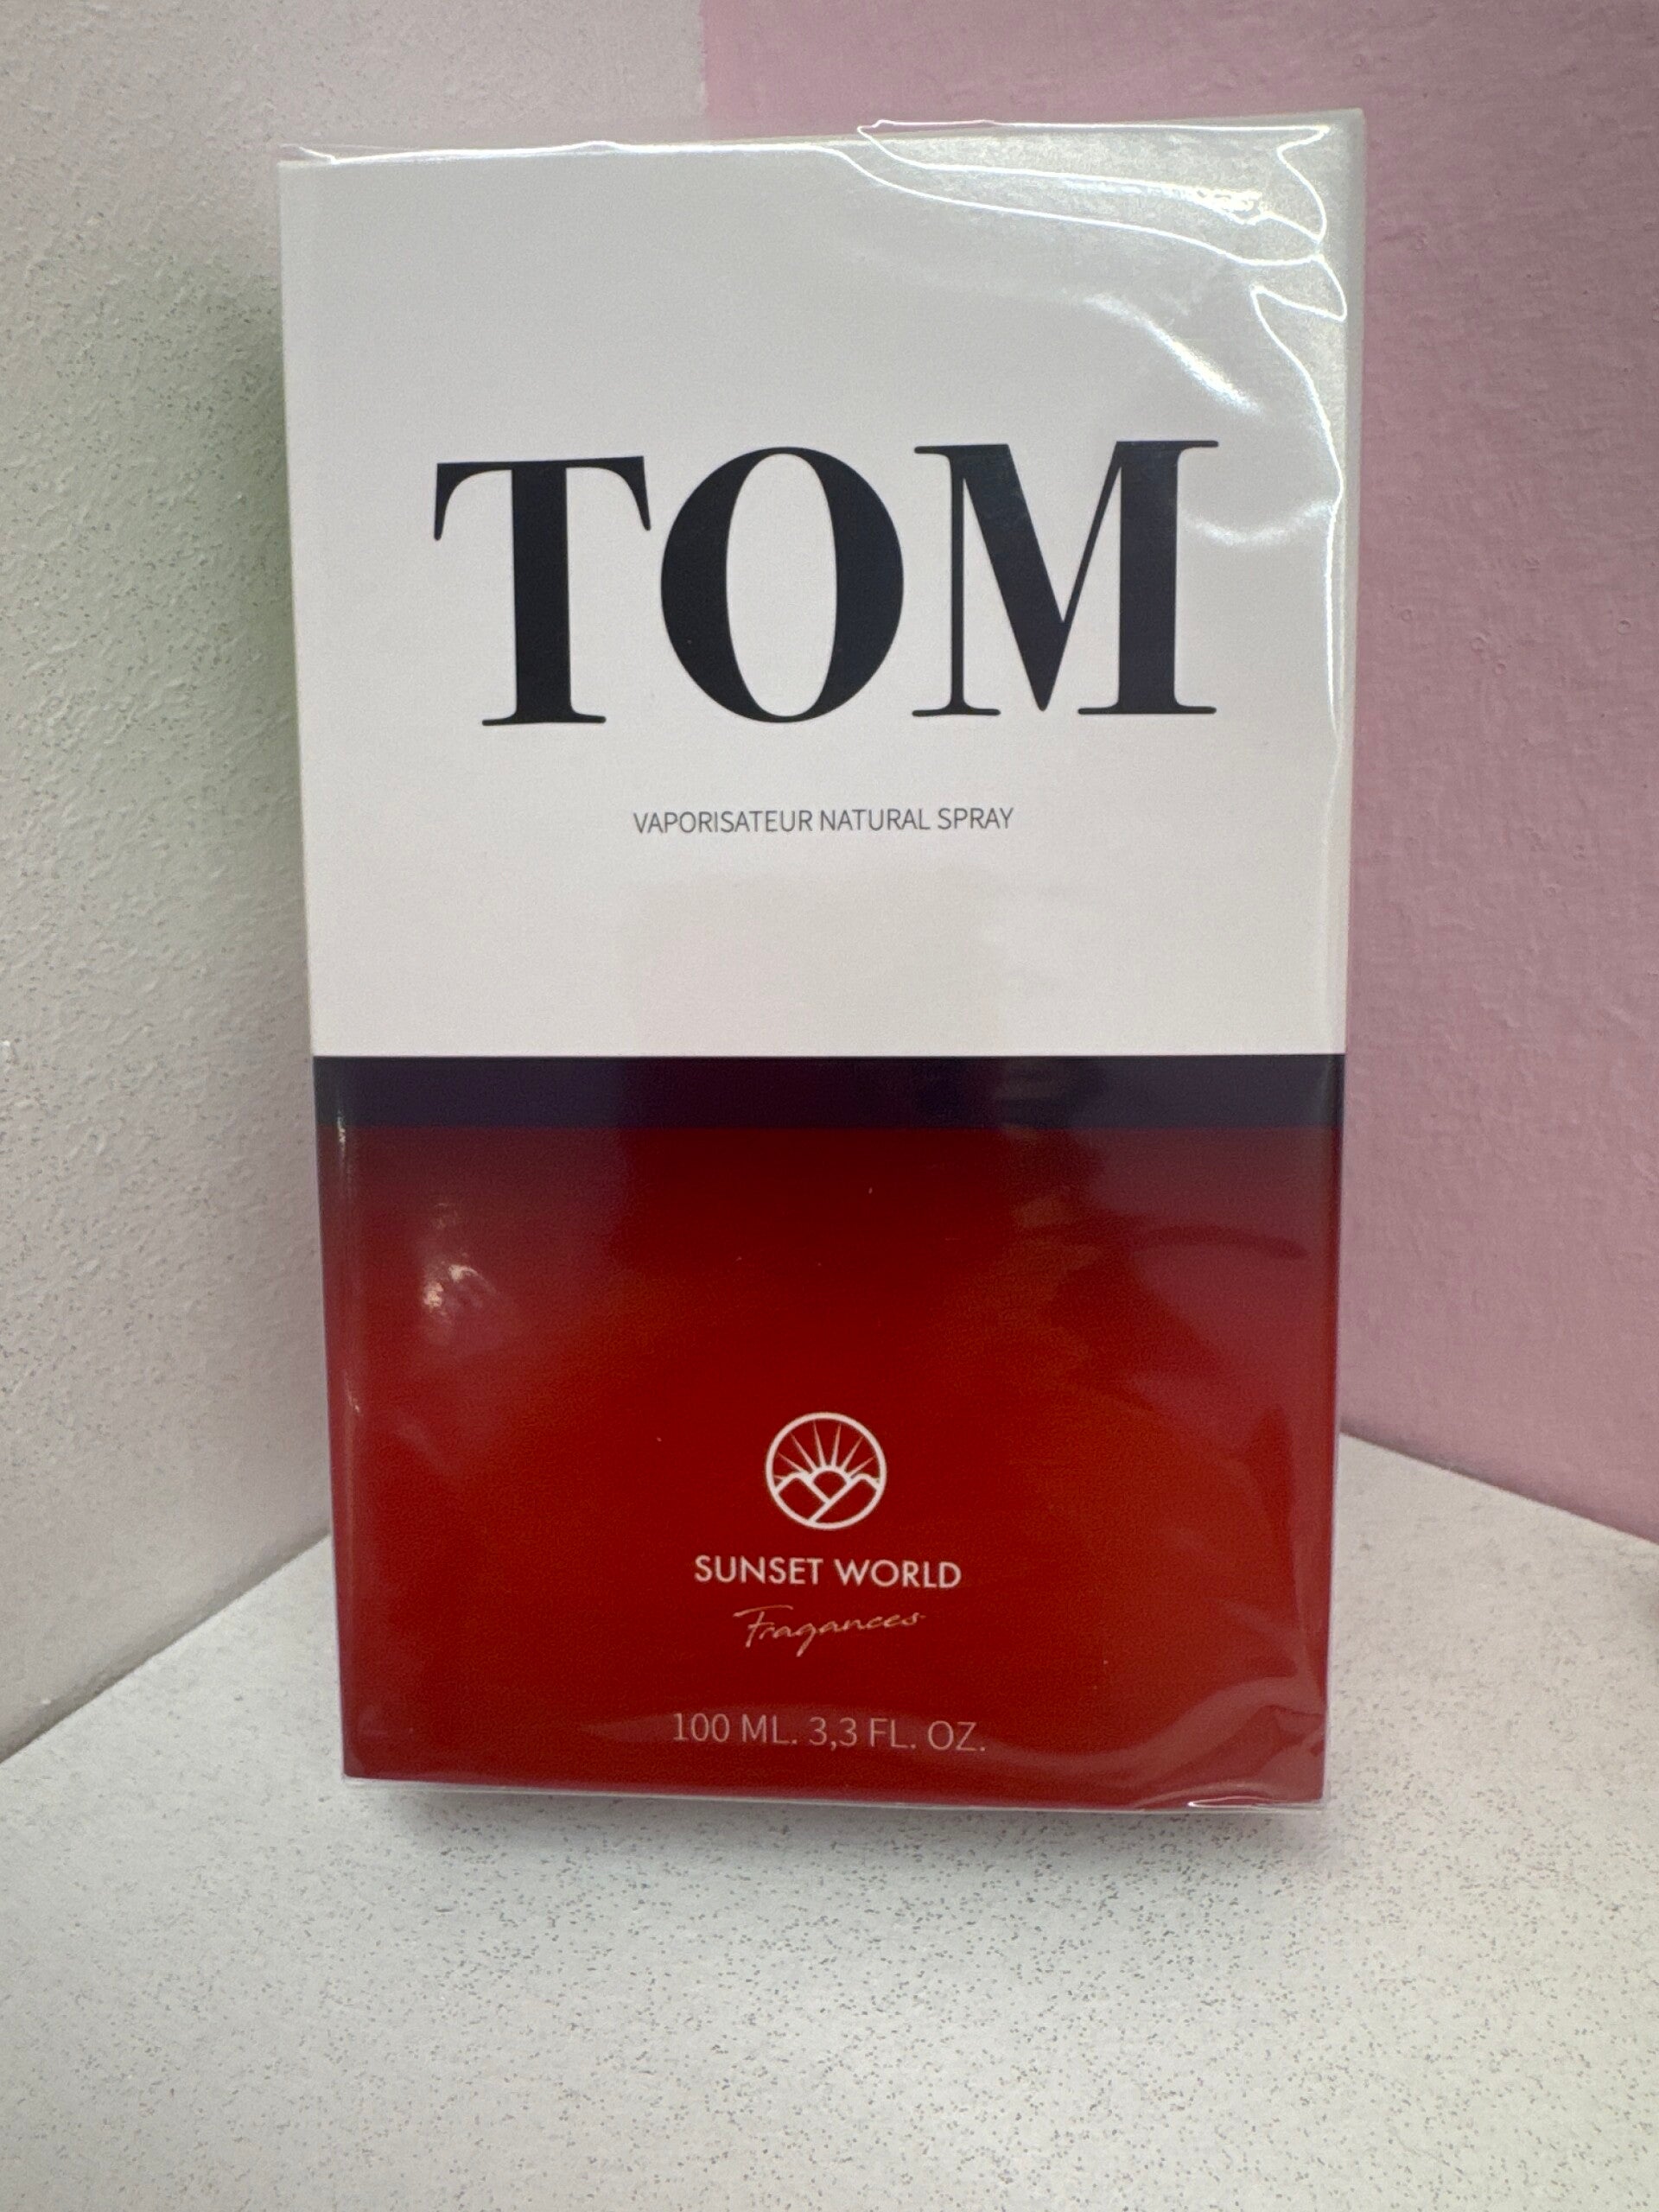 TOM
VAPORISATEUR NATURAL SPRAY
SUNSET WORLD
Fragances
100 ML. 3,3 FL. OZ.